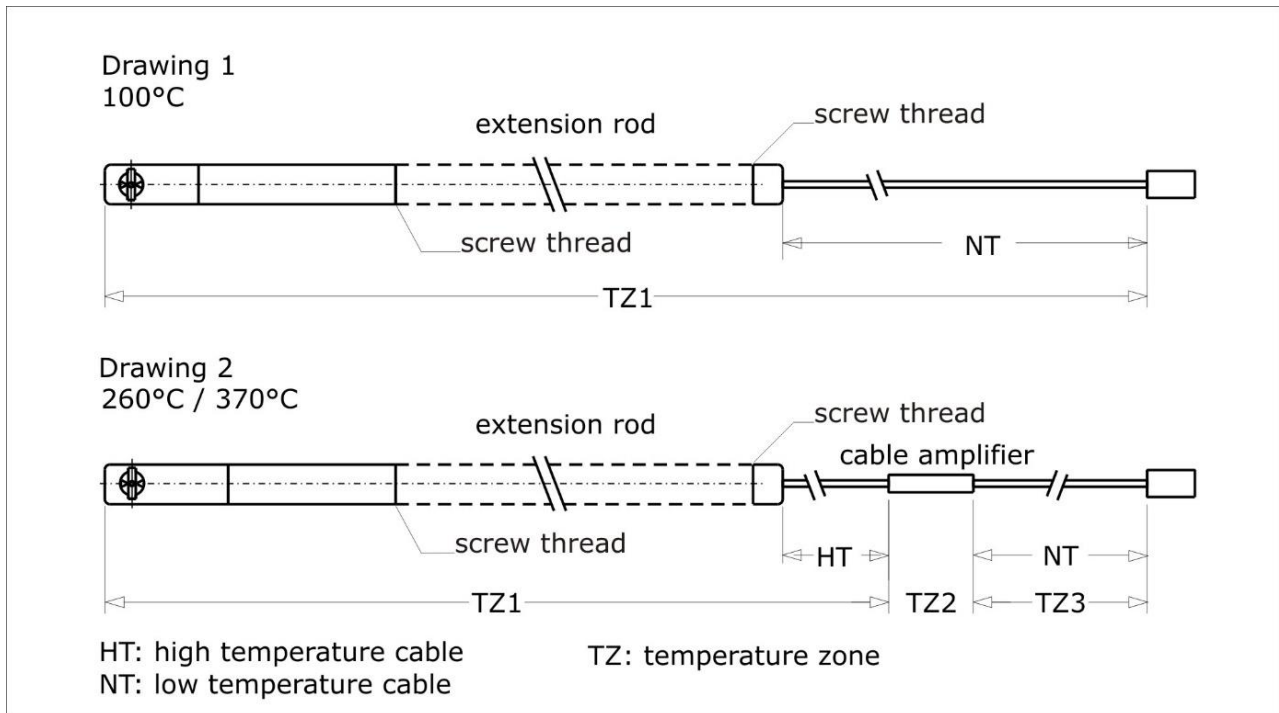 Drawing 1
100°C
extension rod
screw thread
screw thread
NT
TZ1
Drawing 2
260°C / 370°C
extension rod
screw thread
cable amplifier
screw thread
HT
NT
TZ1
TZ2
TZ3
HT: high temperature cable
TZ: temperature zone
NT: low temperature cable